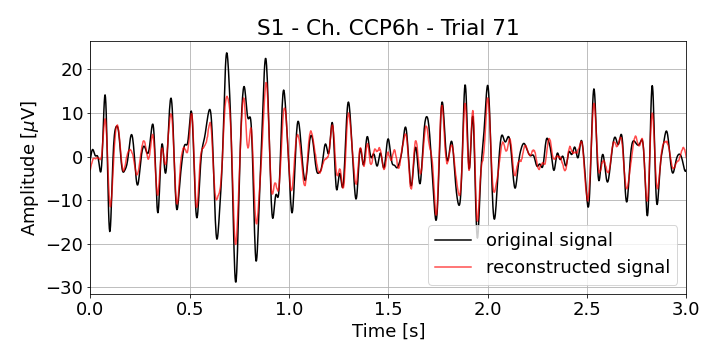 S1 - Ch. CCP6h - Trial 71
Amplitude [μV]
20
10
0
−10
−20
−30
original signal
reconstructed signal
0.0 0.5 1.0 1.5 2.0 2.5 3.0
Time [s]